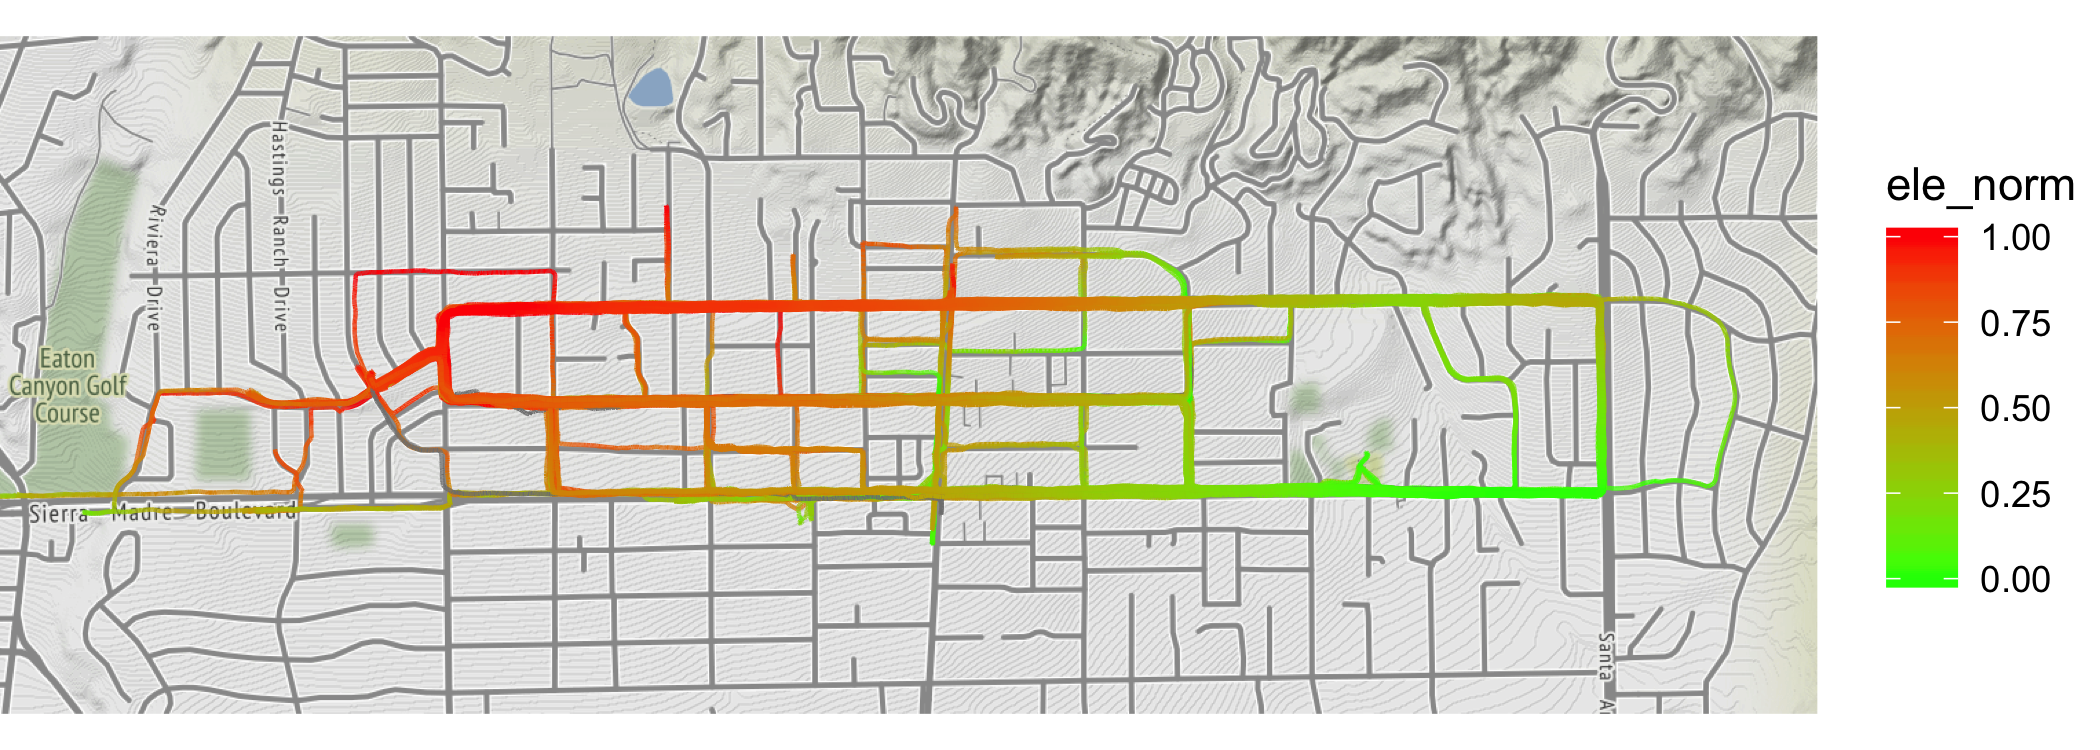 Hastings Ranch Drive
Riviera Drive
Eaton
Canyon Golf
Course
Sierra Madre Boulevard
Santa A
ele_norm
1.00
0.75
0.50
0.25
0.00